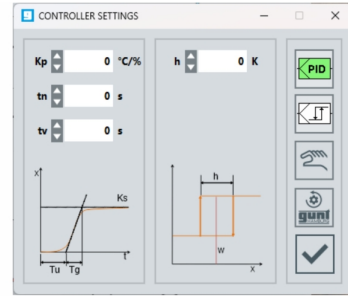 CONTROLLER SETTINGS
Kp 0 °C/%
tn 0 s
tv 0 s
x
Ks
t
Tu Tg
h 0 K
h
w
x
PID
gunt